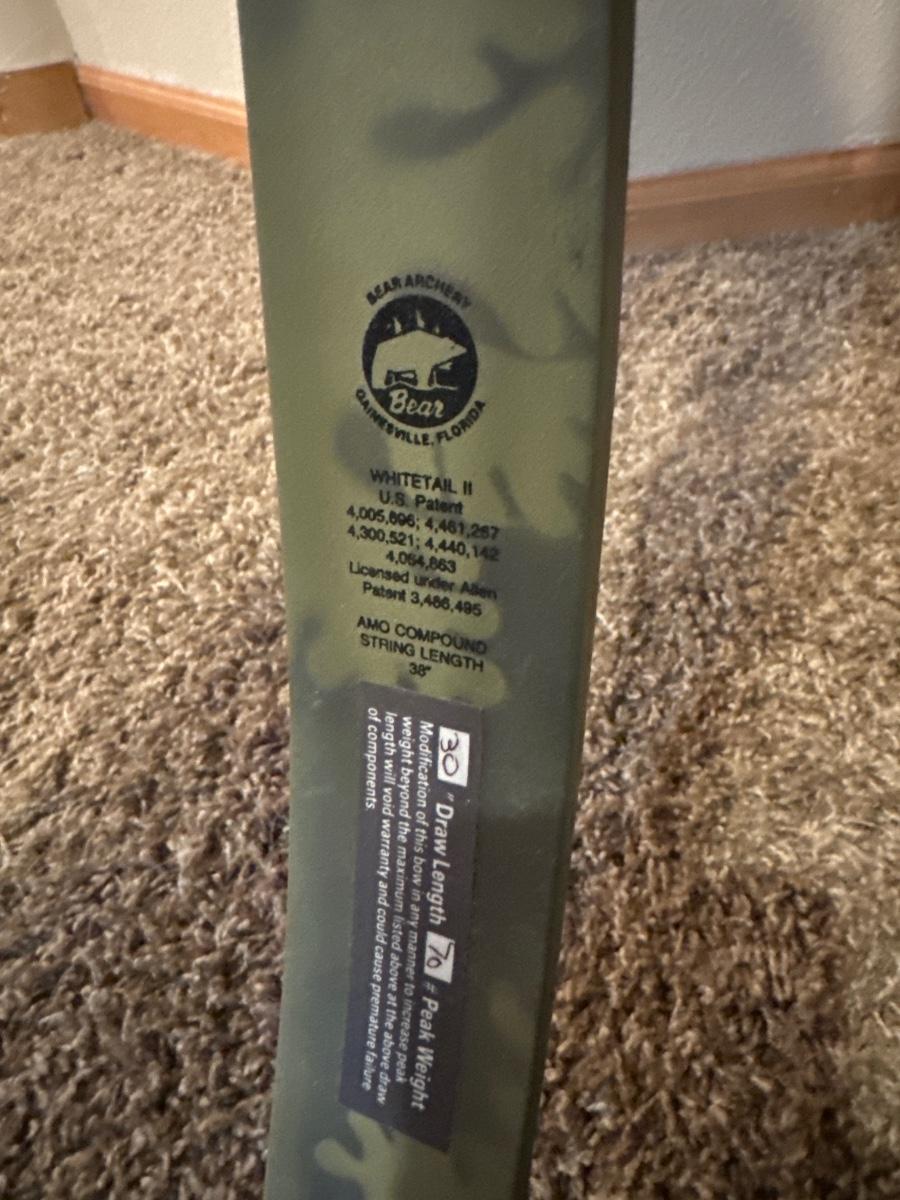 BEAR ARCHERY
Bear
GAINESVILLE, FLORIDA
WHITETAIL II
U.S. Patent
4,005,696; 4,461,267
4,300,521; 4,440,142
4,064,863
Licensed under Allen
Patent 3,486,495
AMO COMPOUND
STRING LENGTH
38"
30 " Draw Length 70 # Peak Weight
Modification of this bow in any manner to increase peak
weight beyond the maximum listed above at the above draw
length will void warranty and could cause premature failure
of components.